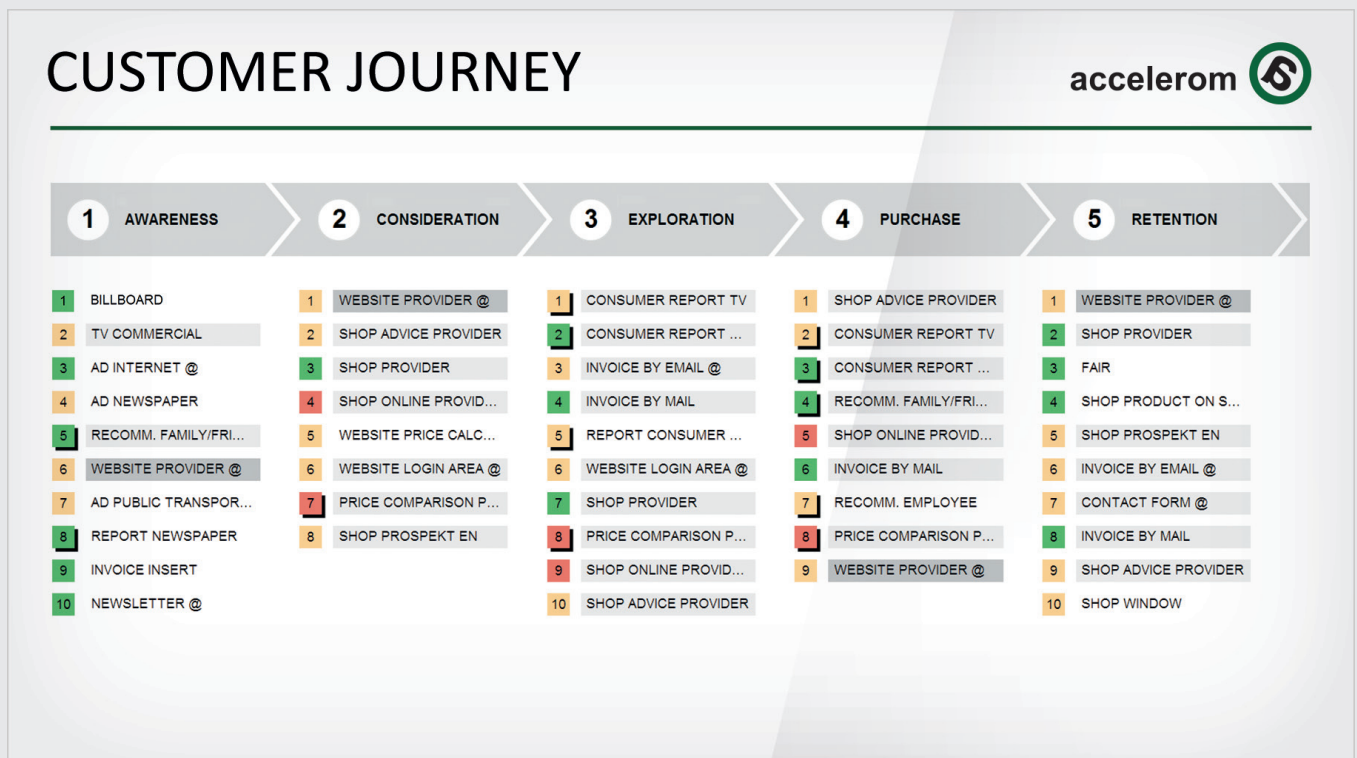 CUSTOMER JOURNEY
accelerom
1 AWARENESS
1 BILLBOARD
2 TV COMMERCIAL
3 AD INTERNET @
4 AD NEWSPAPER
5 RECOMM. FAMILY/FRI...
6 WEBSITE PROVIDER @
7 AD PUBLIC TRANSPOR...
8 REPORT NEWSPAPER
9 INVOICE INSERT
10 NEWSLETTER @
2 CONSIDERATION
1 WEBSITE PROVIDER @
2 SHOP ADVICE PROVIDER
3 SHOP PROVIDER
4 SHOP ONLINE PROVID...
5 WEBSITE PRICE CALC...
6 WEBSITE LOGIN AREA @
7 PRICE COMPARISON P...
8 SHOP PROSPEKT EN
3 EXPLORATION
1 CONSUMER REPORT TV
2 CONSUMER REPORT ...
3 INVOICE BY EMAIL @
4 INVOICE BY MAIL
5 REPORT CONSUMER ...
6 WEBSITE LOGIN AREA @
7 SHOP PROVIDER
8 PRICE COMPARISON P...
9 SHOP ONLINE PROVID...
10 SHOP ADVICE PROVIDER
4 PURCHASE
1 SHOP ADVICE PROVIDER
2 CONSUMER REPORT TV
3 CONSUMER REPORT ...
4 RECOMM. FAMILY/FRI...
5 SHOP ONLINE PROVID...
6 INVOICE BY MAIL
7 RECOMM. EMPLOYEE
8 PRICE COMPARISON P...
9 WEBSITE PROVIDER @
5 RETENTION
1 WEBSITE PROVIDER @
2 SHOP PROVIDER
3 FAIR
4 SHOP PRODUCT ON S...
5 SHOP PROSPEKT EN
6 INVOICE BY EMAIL @
7 CONTACT FORM @
8 INVOICE BY MAIL
9 SHOP ADVICE PROVIDER
10 SHOP WINDOW